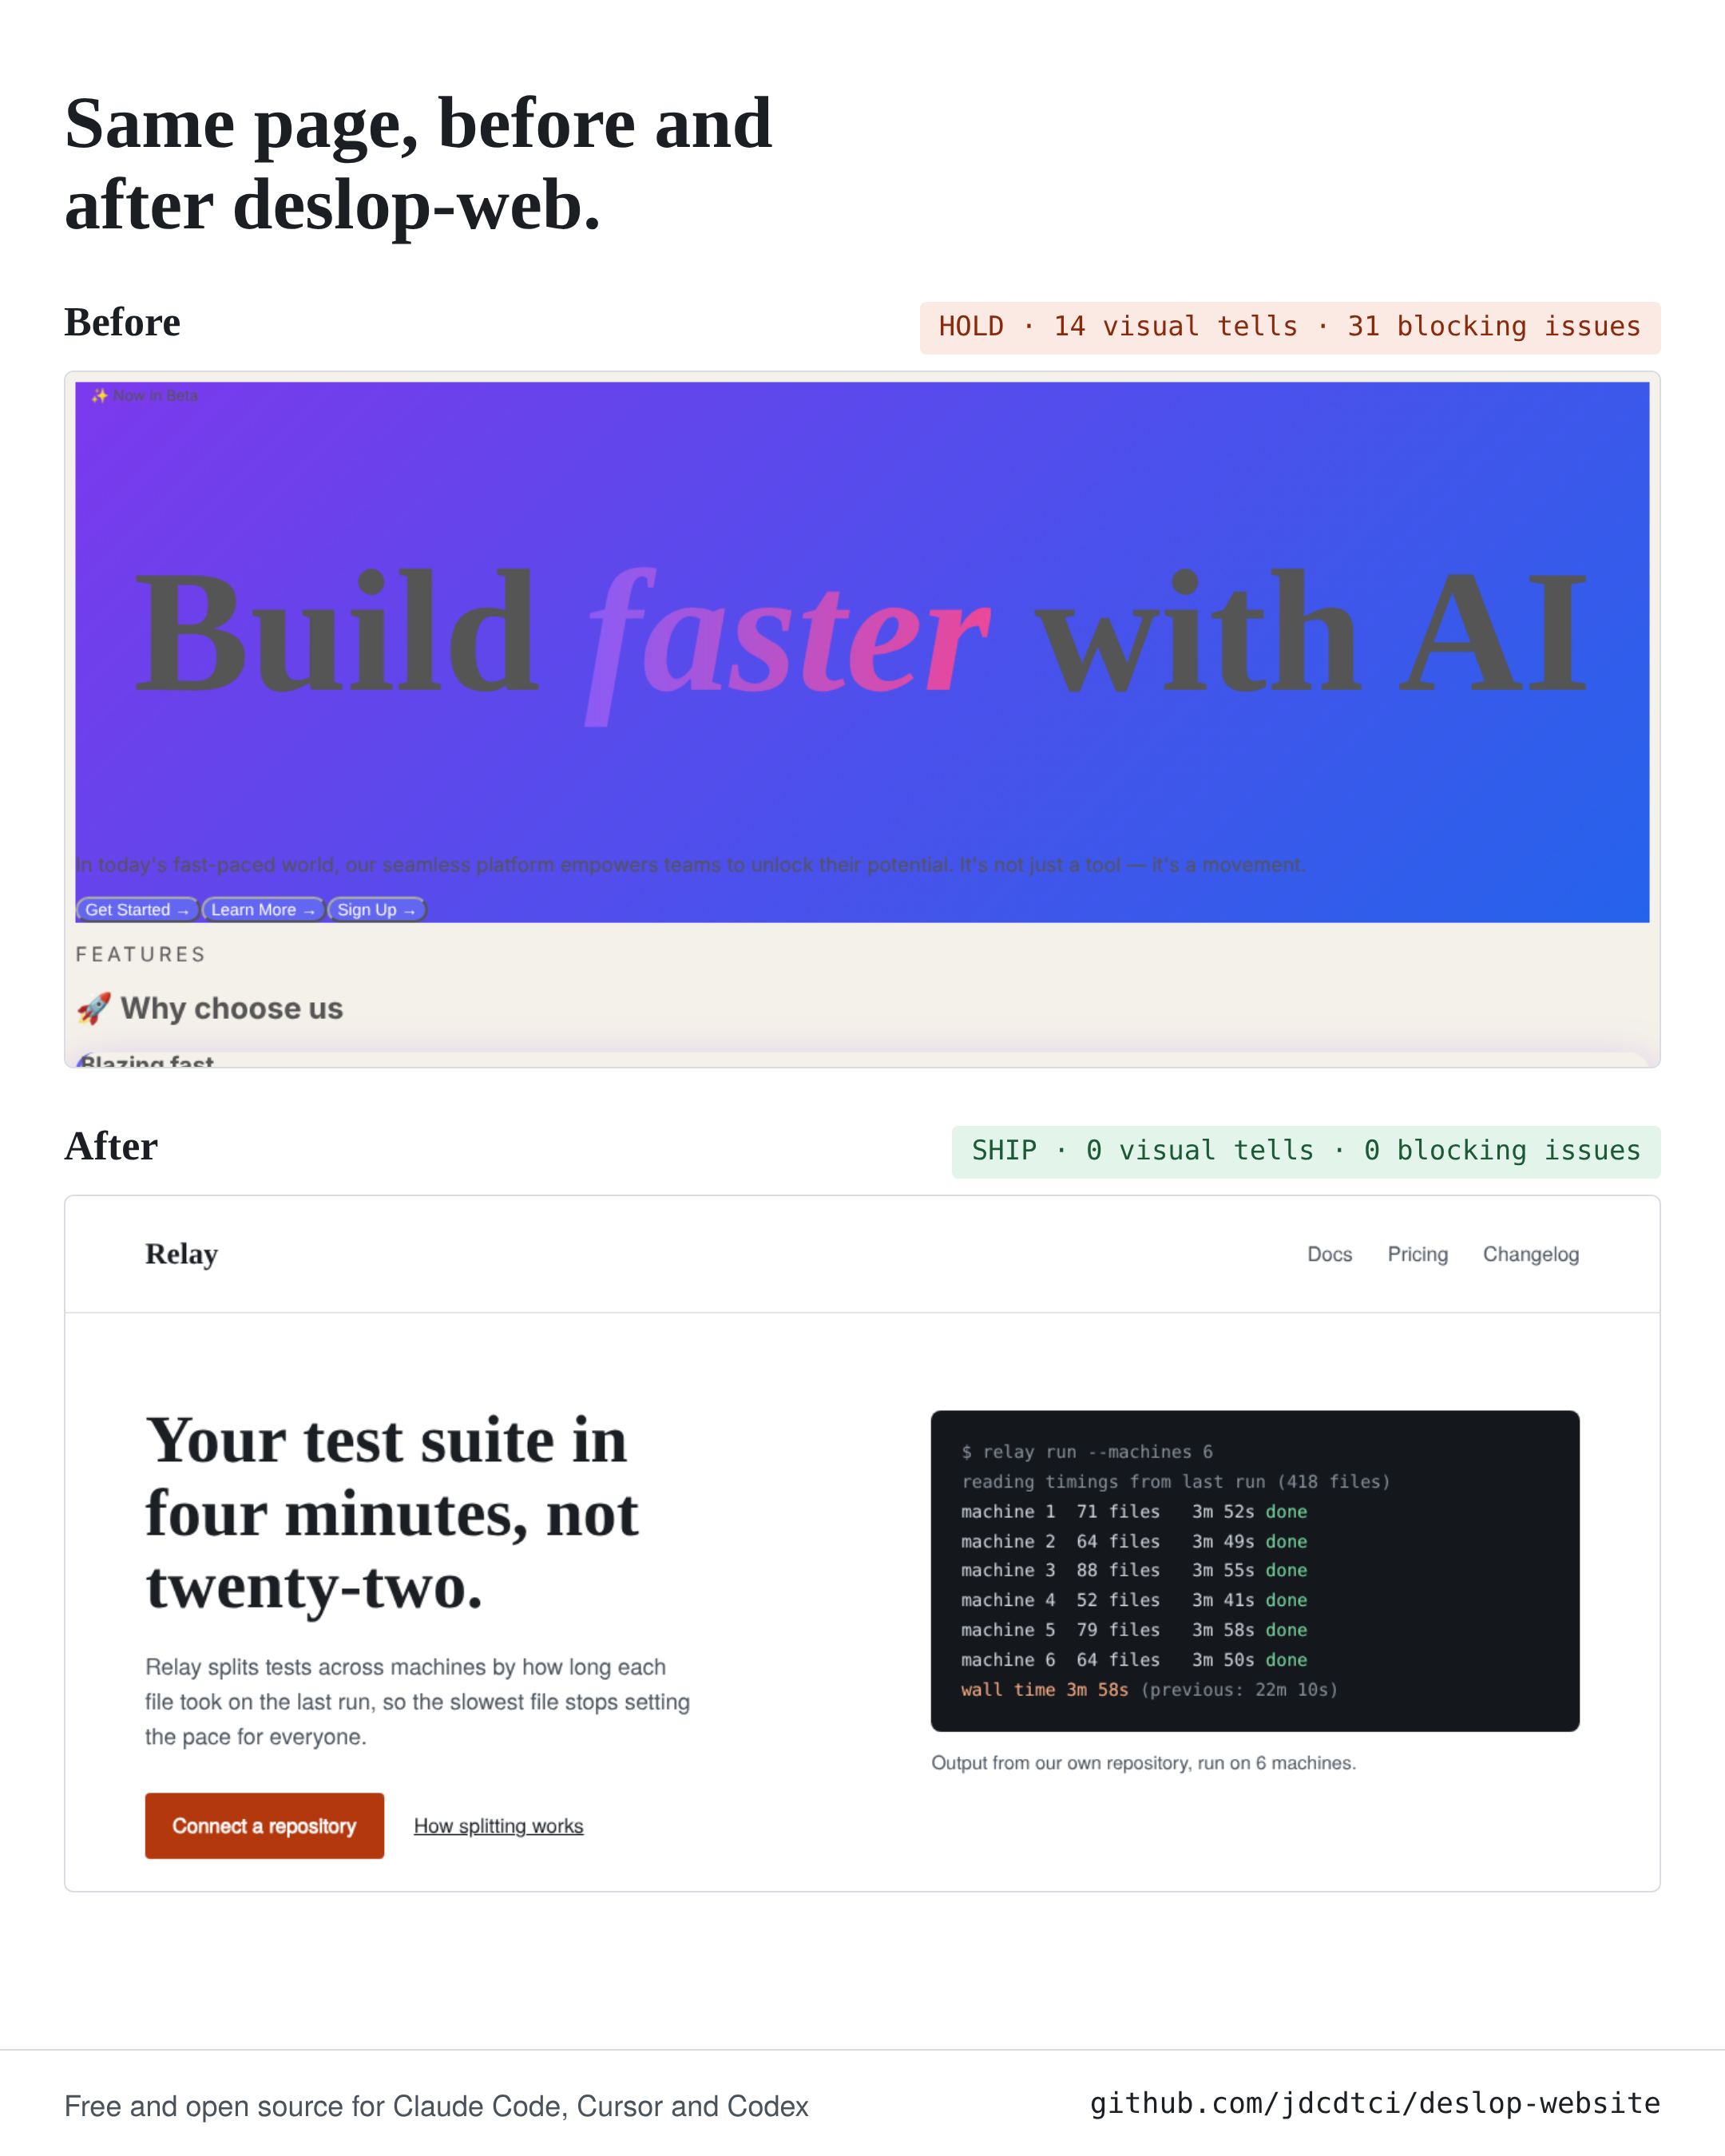 Same page, before and
after deslop-web.
Before
HOLD · 14 visual tells · 31 blocking issues
✨ Now in Beta
Build faster with AI
In today's fast-paced world, our seamless platform empowers teams to unlock their potential. It's not just a tool — it's a movement.
Get Started →
Learn More →
Sign Up →
FEATURES
🚀 Why choose us
Blazing fast
After
SHIP · 0 visual tells · 0 blocking issues
Relay
Docs Pricing Changelog
Your test suite in
four minutes, not
twenty-two.
Relay splits tests across machines by how long each
file took on the last run, so the slowest file stops setting
the pace for everyone.
Connect a repository
How splitting works
$ relay run --machines 6
reading timings from last run (418 files)
machine 1 71 files 3m 52s done
machine 2 64 files 3m 49s done
machine 3 88 files 3m 55s done
machine 4 52 files 3m 41s done
machine 5 79 files 3m 58s done
machine 6 64 files 3m 50s done
wall time 3m 58s (previous: 22m 10s)
Output from our own repository, run on 6 machines.
Free and open source for Claude Code, Cursor and Codex
github.com/jdcdtci/deslop-website